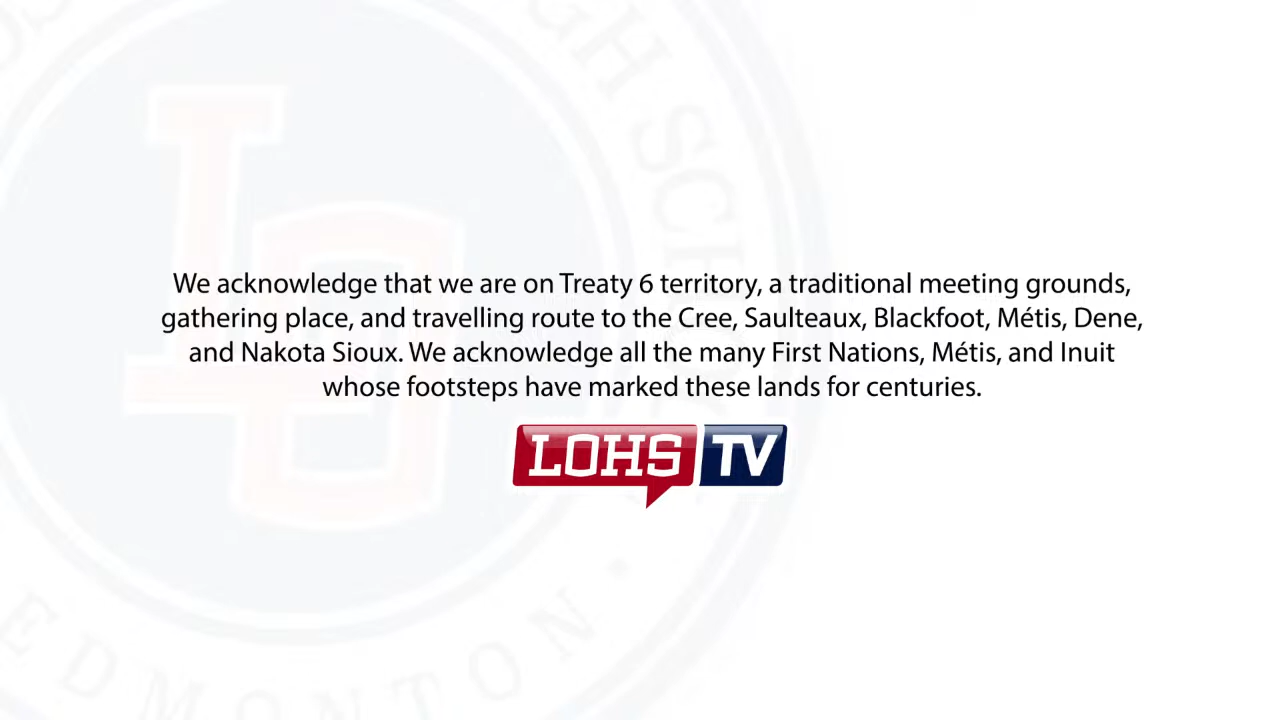 We acknowledge that we are on Treaty 6 territory, a traditional meeting grounds,
gathering place, and travelling route to the Cree, Saulteaux, Blackfoot, Métis, Dene,
and Nakota Sioux. We acknowledge all the many First Nations, Métis, and Inuit
whose footsteps have marked these lands for centuries.
LOHS TV
LO
SCH
EDMONTON